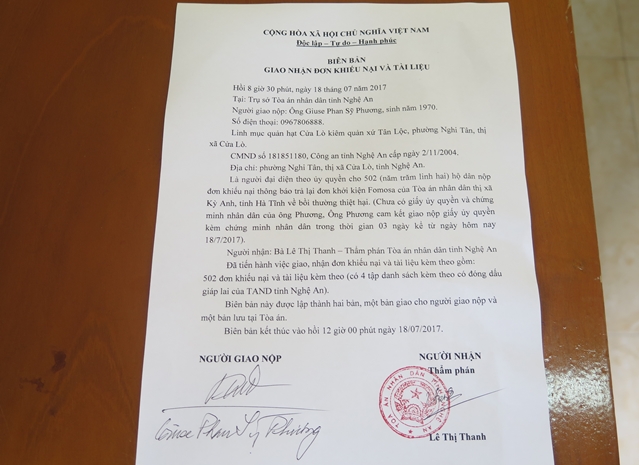 CỘNG HÒA XÃ HỘI CHỦ NGHĨA VIỆT NAM
Độc lập – Tự do – Hạnh phúc
BIÊN BẢN
GIAO NHẬN ĐƠN KHIẾU NẠI VÀ TÀI LIỆU
Hồi 8 giờ 30 phút, ngày 18 tháng 07 năm 2017
Tại: Trụ sở Tòa án nhân dân tỉnh Nghệ An
Người giao nộp: Ông Giuse Phan Sỹ Phương, sinh năm 1970.
Số điện thoại: 0967806888.
Linh mục quản hạt Cửa Lò kiêm quản xứ Tân Lộc, phường Nghi Tân, thị
xã Cửa Lò.
CMND số 181851180, Công an tỉnh Nghệ An cấp ngày 2/11/2004.
Địa chỉ: phường Nghi Tân, thị xã Cửa Lò, tỉnh Nghệ An.
Là người đại diện theo ủy quyền cho 502 (năm trăm linh hai) hộ dân nộp
đơn khiếu nại thông báo trả lại đơn khởi kiện Fomosa của Tòa án nhân dân thị xã
Kỳ Anh, tỉnh Hà Tĩnh về bồi thường thiệt hại. (Chưa có giấy ủy quyền và chứng
minh nhân dân của ông Phương, Ông Phương cam kết giao nộp giấy ủy quyền
kèm chứng minh nhân dân trong thời gian 03 ngày kể từ ngày hôm nay
18/7/2017).
Người nhận: Bà Lê Thị Thanh – Thẩm phán Tòa án nhân dân tỉnh Nghệ An
Đã tiến hành việc giao, nhận đơn khiếu nại và tài liệu kèm theo gồm:
502 đơn khiếu nại và tài liệu kèm theo (có 4 tập danh sách kèm theo có đóng dấu
giáp lai của TAND tỉnh Nghệ An).
Biên bản này được lập thành hai bản, một bản giao cho người giao nộp và
một bản lưu tại Tòa án.
Biên bản kết thúc vào hồi 12 giờ 00 phút ngày 18/07/2017.
NGƯỜI GIAO NỘP
NGƯỜI NHẬN
Thẩm phán
TOÀ ÁN NHÂN DÂN TỈNH NGHỆ AN
Giuse Phan Sỹ Phương
Lê Thị Thanh